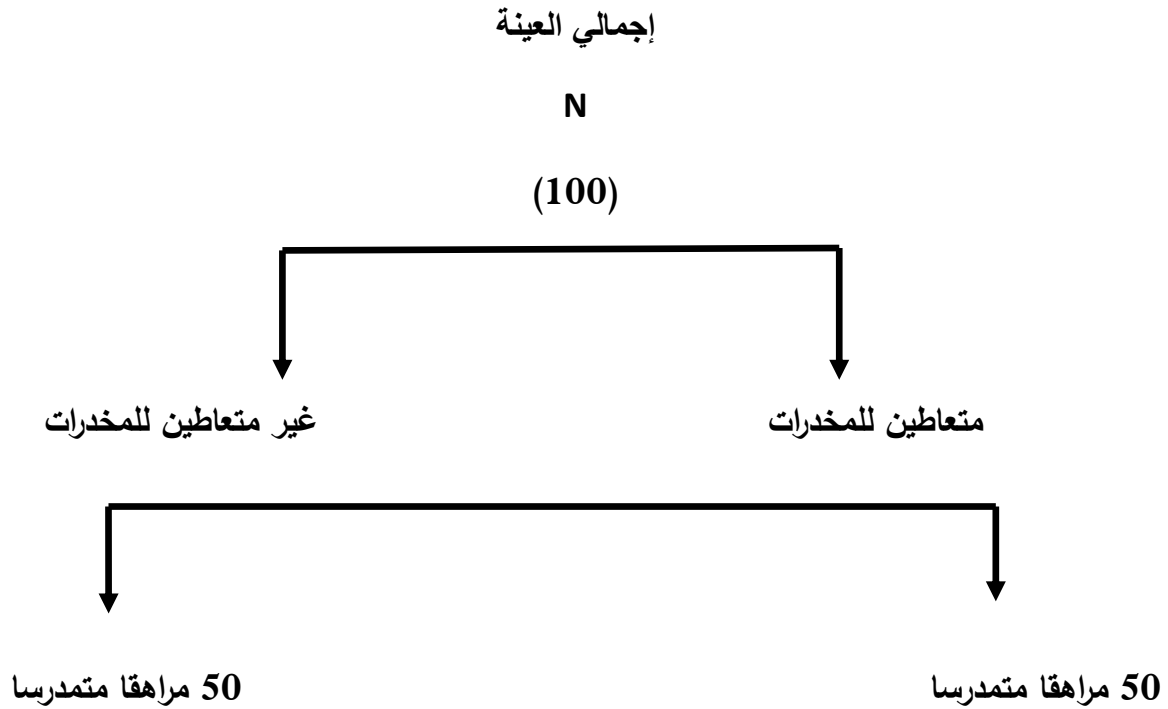 إجمالي العينة
N
(100)
متعاطين للمخدرات
غير متعاطين للمخدرات
50 مراهقا متمدرسا
50 مراهقا متمدرسا